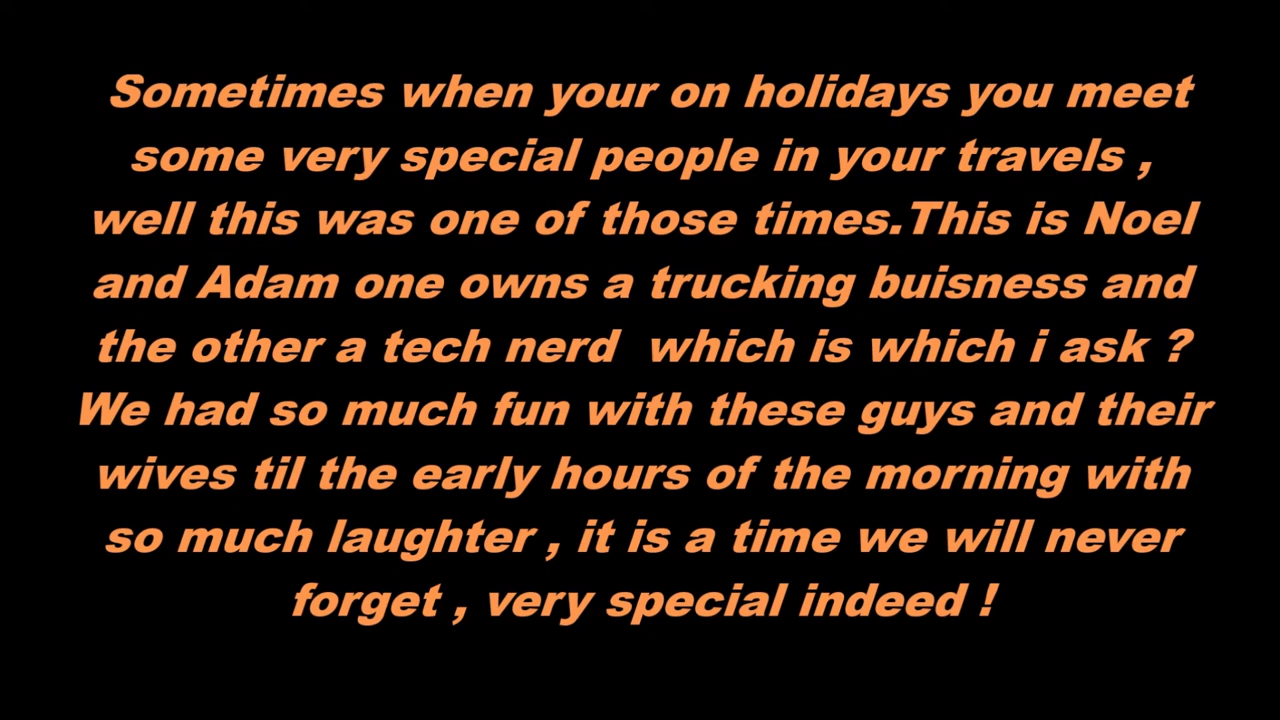 Sometimes when your on holidays you meet
some very special people in your travels ,
well this was one of those times.This is Noel
and Adam one owns a trucking buisness and
the other a tech nerd  which is which i ask ?
We had so much fun with these guys and their
wives til the early hours of the morning with
so much laughter , it is a time we will never
forget , very special indeed !